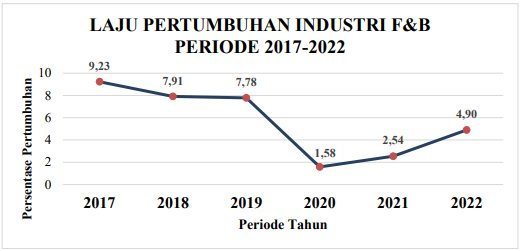 LAJU PERTUMBUHAN INDUSTRI F&B
PERIODE 2017-2022
Persentase Pertumbuhan
10
8
6
4
2
0
9,23
7,91
7,78
1,58
2,54
4,90
2017 2018 2019 2020 2021 2022
Periode Tahun